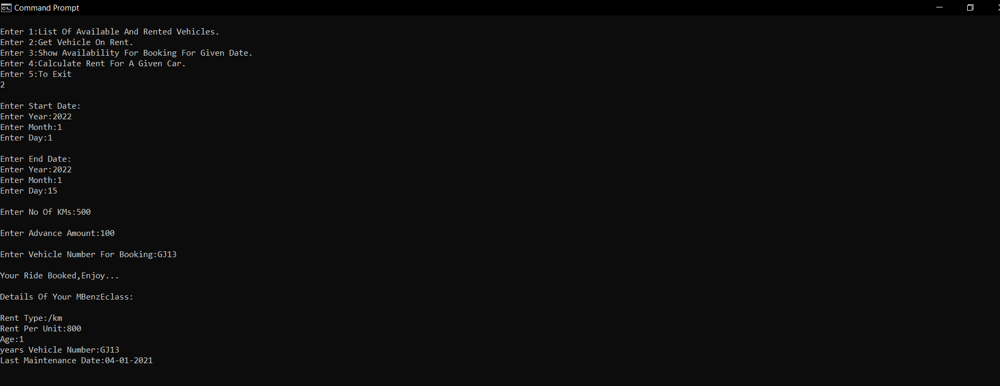 Command Prompt
Enter 1:List Of Available And Rented Vehicles.
Enter 2:Get Vehicle On Rent.
Enter 3:Show Availability For Booking For Given Date.
Enter 4:Calculate Rent For A Given Car.
Enter 5:To Exit
2
Enter Start Date:
Enter Year:2022
Enter Month:1
Enter Day:1
Enter End Date:
Enter Year:2022
Enter Month:1
Enter Day:15
Enter No Of KMs:500
Enter Advance Amount:100
Enter Vehicle Number For Booking:GJ13
Your Ride Booked,Enjoy...
Details Of Your MBenzEclass:
Rent Type:/km
Rent Per Unit:800
Age:1
years Vehicle Number:GJ13
Last Maintenance Date:04-01-2021